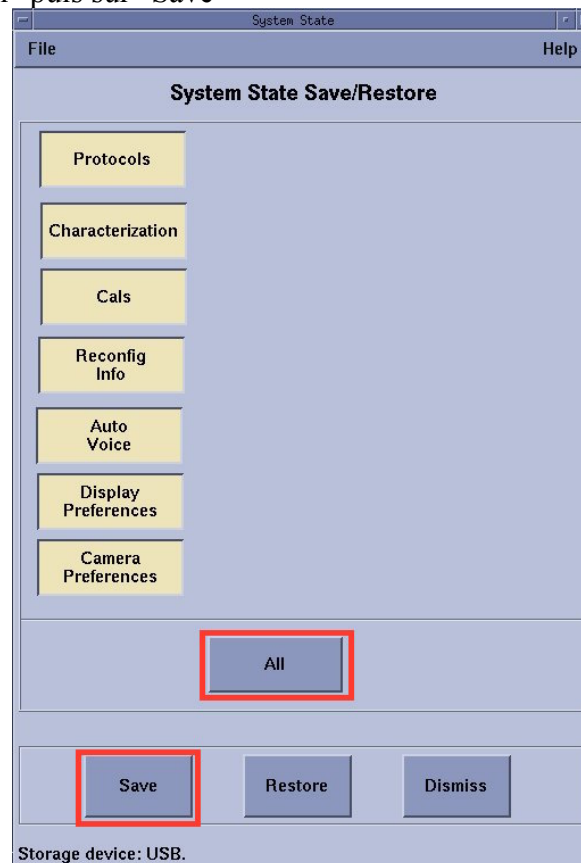 puis sur "Save"
System State
File Help
System State Save/Restore
Protocols
Characterization
Cals
Reconfig
Info
Auto
Voice
Display
Preferences
Camera
Preferences
All
Save Restore Dismiss
Storage device: USB.